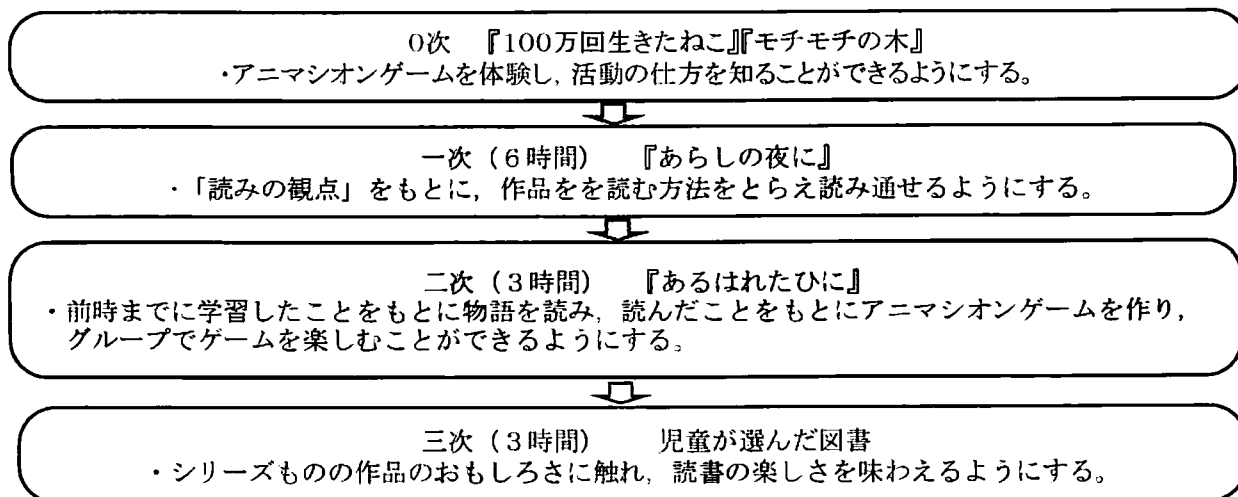 0次 『100万回生きたねこ』『モチモチの木』
・アニマシオンゲームを体験し,活動の仕方を知ることができるようにする。
一次(6時間) 『あらしの夜に』
・「読みの観点」をもとに,作品をを読む方法をとらえ読み通せるようにする。
二次(3時間) 『あるはれたひに』
・前時までに学習したことをもとに物語を読み,読んだことをもとにアニマシオンゲームを作り,
グループでゲームを楽しむことができるようにする。
三次(3時間) 児童が選んだ図書
・シリーズものの作品のおもしろさに触れ,読書の楽しさを味わえるようにする。